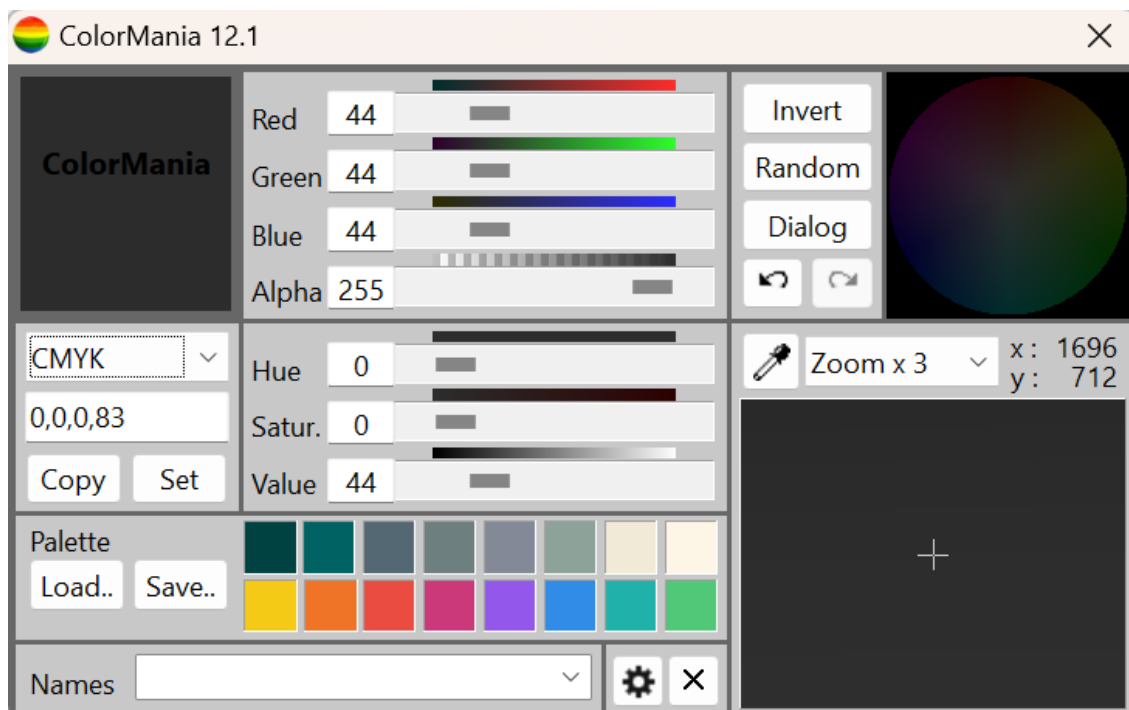 ColorMania 12.1
ColorMania
Red 44
Green 44
Blue 44
Alpha 255
Invert
Random
Dialog
CMYK
0,0,0,83
Copy Set
Hue 0
Satur. 0
Value 44
Zoom x 3
x : 1696
y : 712
Palette
Load.. Save..
Names